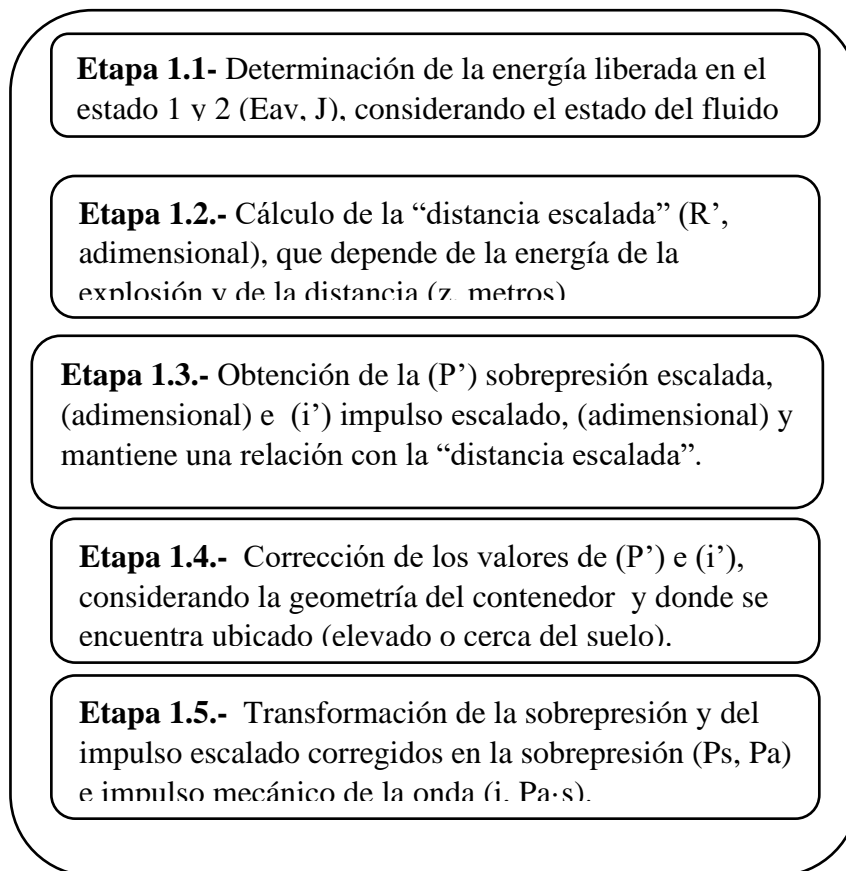 Etapa 1.1- Determinación de la energía liberada en el
estado 1 y 2 (Eav, J), considerando el estado del fluido
Etapa 1.2.- Cálculo de la “distancia escalada” (R’,
adimensional), que depende de la energía de la
explosión y de la distancia (z, metros)
Etapa 1.3.- Obtención de la (P’) sobrepresión escalada,
(adimensional) e (i’) impulso escalado, (adimensional) y
mantiene una relación con la “distancia escalada”.
Etapa 1.4.- Corrección de los valores de (P’) e (i’),
considerando la geometría del contenedor y donde se
encuentra ubicado (elevado o cerca del suelo).
Etapa 1.5.- Transformación de la sobrepresión y del
impulso escalado corregidos en la sobrepresión (Ps, Pa)
e impulso mecánico de la onda (i, Pa·s).